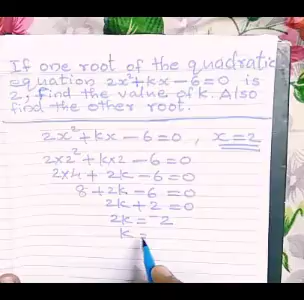 If one root of the quadratic
equation 2x²+kx-6=0 is
2, find the value of k. Also
find the other root.
2x²+kx-6=0, x=2
2x2²+kx2-6=0
2x4+2k-6=0
8+2k-6=0
2k+2=0
2k=-2
k=